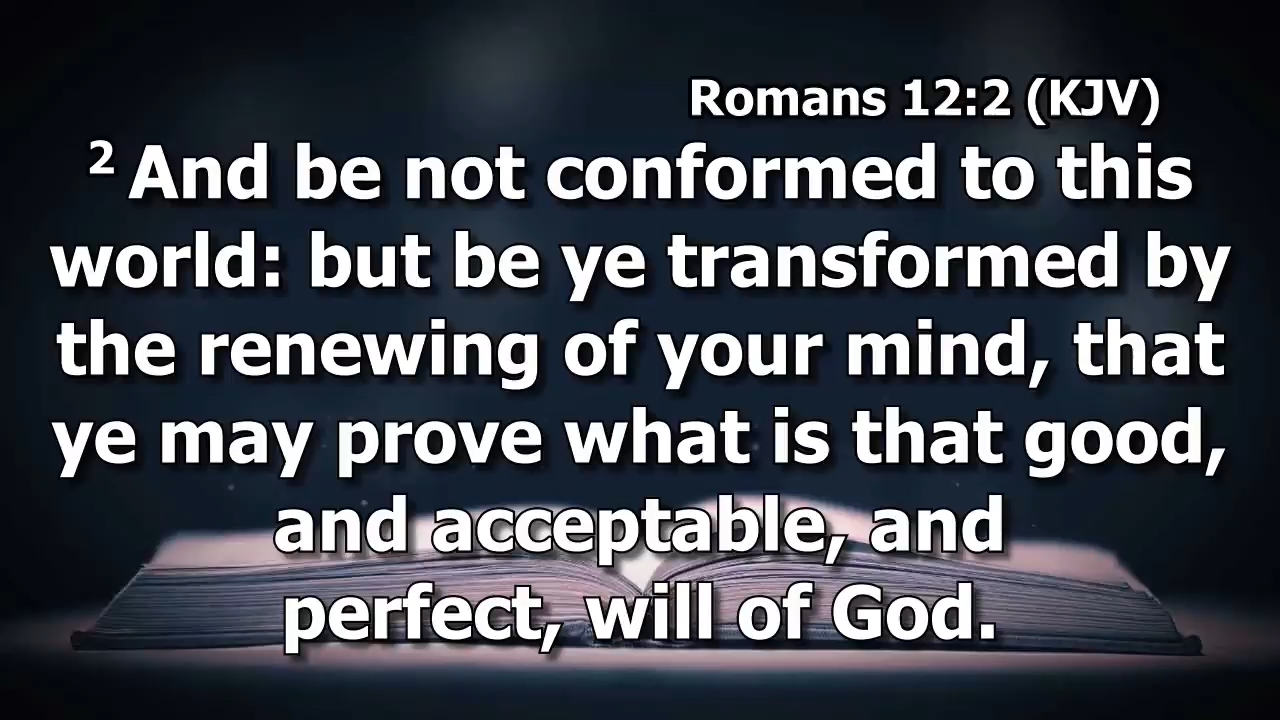 Romans 12:2 (KJV)
2 And be not conformed to this
world: but be ye transformed by
the renewing of your mind, that
ye may prove what is that good,
and acceptable, and
perfect, will of God.